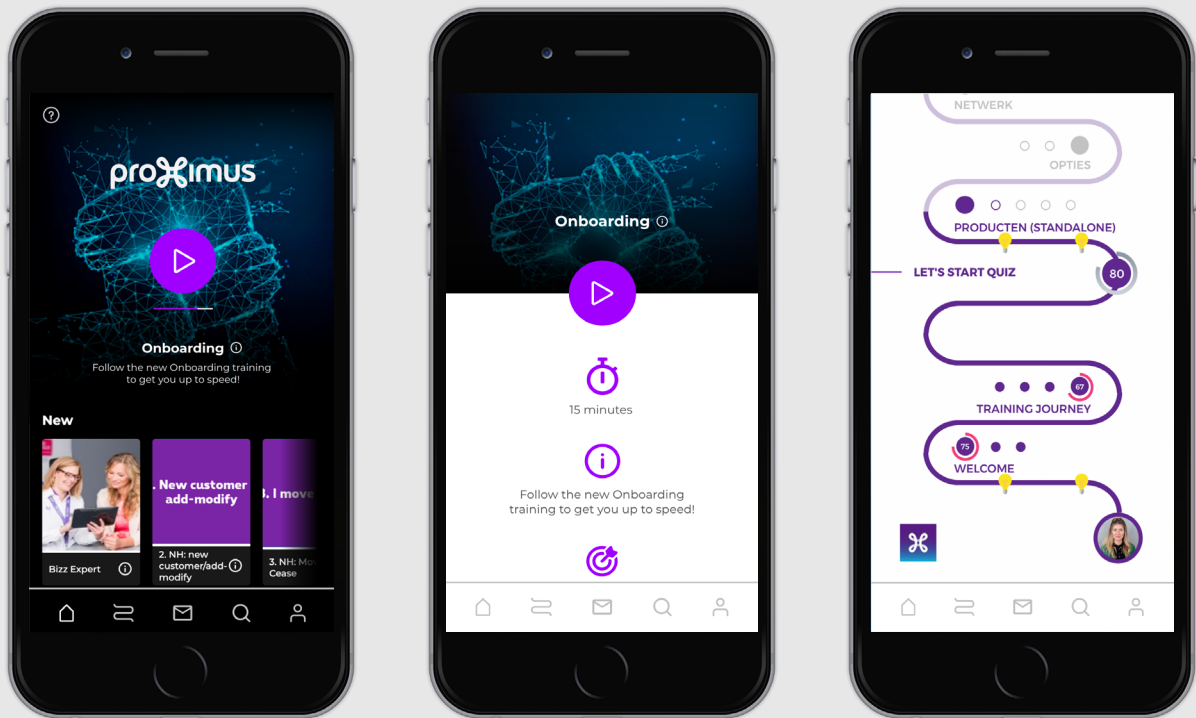 ?
proximus
Onboarding i
Follow the new Onboarding training
to get you up to speed!
New
. New customer
add-modify
3. I move
Bizz Expert i
2. NH: new
customer/add-
modify i
3. NH: Mo
Cease
Onboarding i
15 minutes
i
Follow the new Onboarding
training to get you up to speed!
NETWERK
OPTIES
PRODUCTEN (STANDALONE)
LET'S START QUIZ
80
67
TRAINING JOURNEY
75
WELCOME